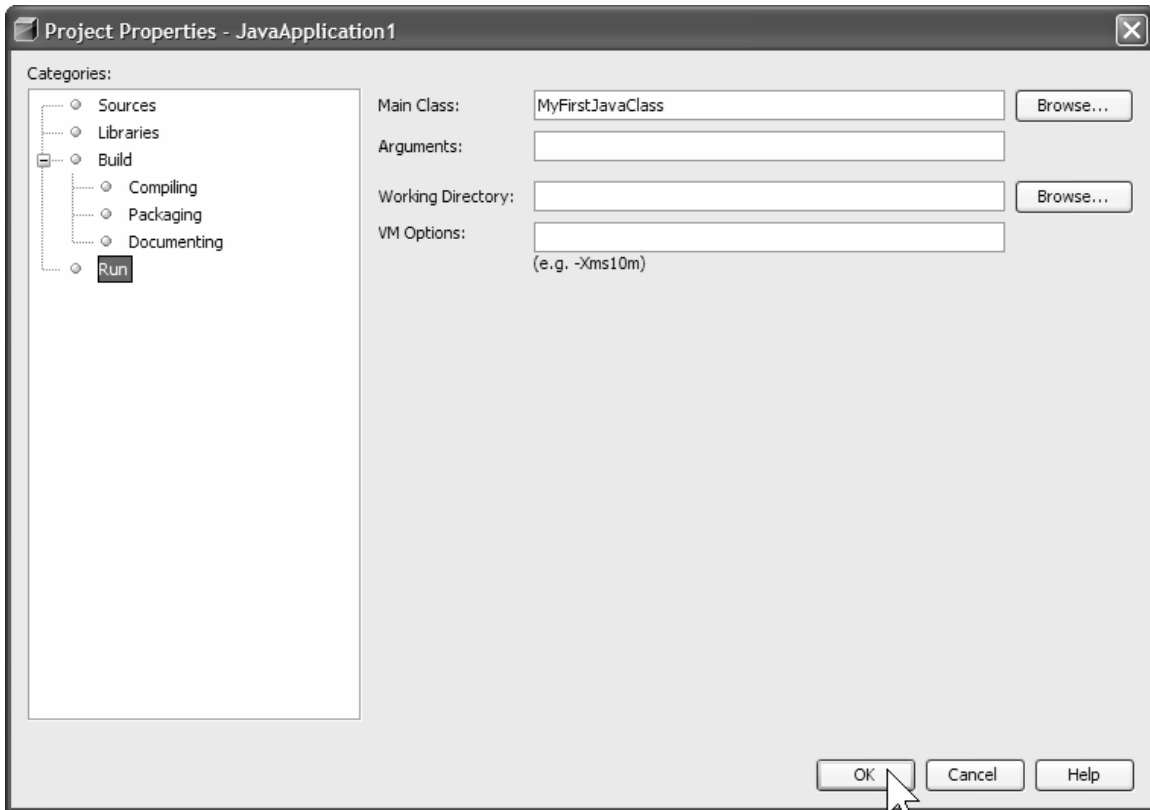 Project Properties - JavaApplication1
Categories:
Sources
Libraries
Build
Compiling
Packaging
Documenting
Run
Main Class: MyFirstJavaClass Browse...
Arguments:
Working Directory: Browse...
VM Options:
(e.g. -Xms10m)
OK Cancel Help